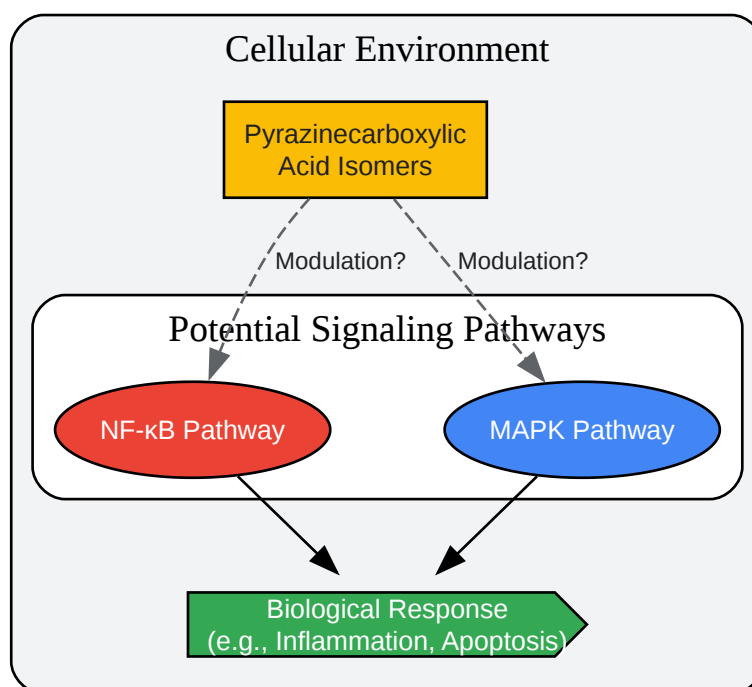 Cellular Environment
Pyrazinecarboxylic
Acid Isomers
Modulation?
Modulation?
Potential Signaling Pathways
NF-κB Pathway
MAPK Pathway
Biological Response
(e.g., Inflammation, Apoptosis)